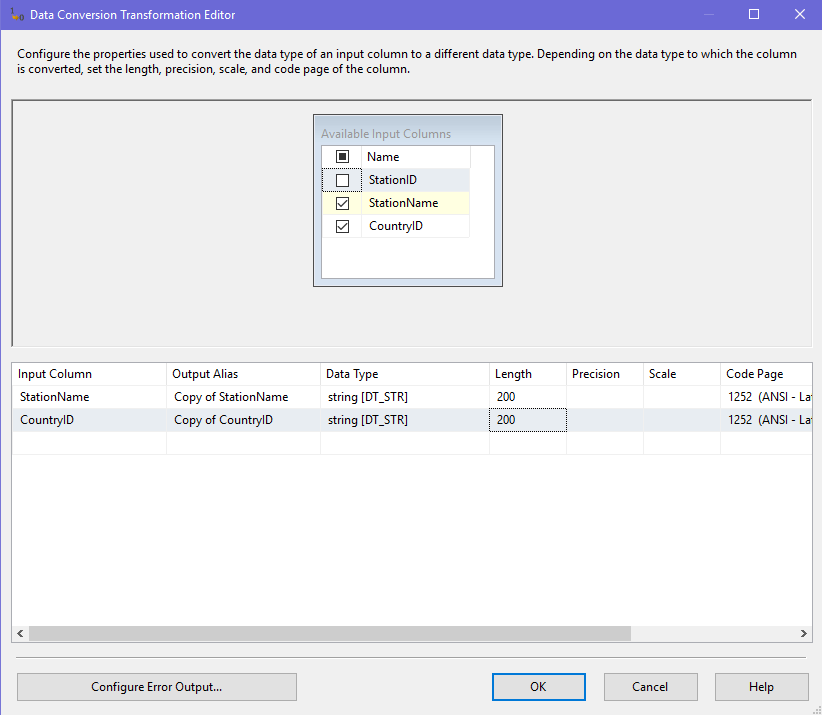 Data Conversion Transformation Editor
Configure the properties used to convert the data type of an input column to a different data type. Depending on the data type to which the column
is converted, set the length, precision, scale, and code page of the column.
Available Input Columns
Name
StationID
StationName
CountryID
Input Column Output Alias Data Type Length Precision Scale Code Page
StationName Copy of StationName string [DT_STR] 200 1252 (ANSI - La
CountryID Copy of CountryID string [DT_STR] 200 1252 (ANSI - La
Configure Error Output... OK Cancel Help